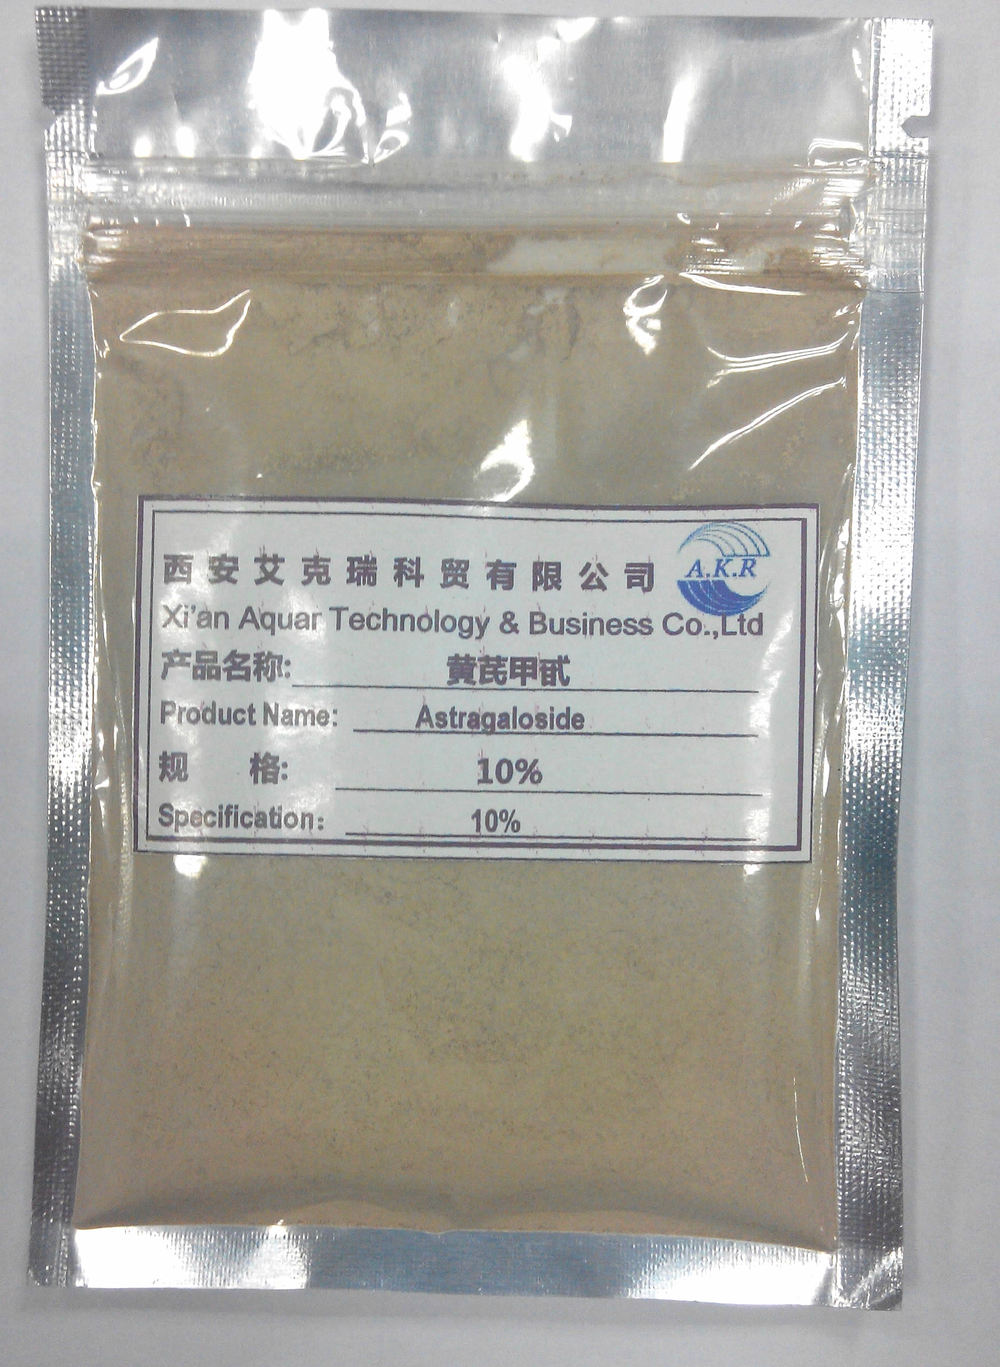 西安艾克瑞科贸有限公司
A.K.R
Xi'an Aquar Technology & Business Co.,Ltd
产品名称: 黄芪甲甙
Product Name: Astragaloside
规 格: 10%
Specification: 10%